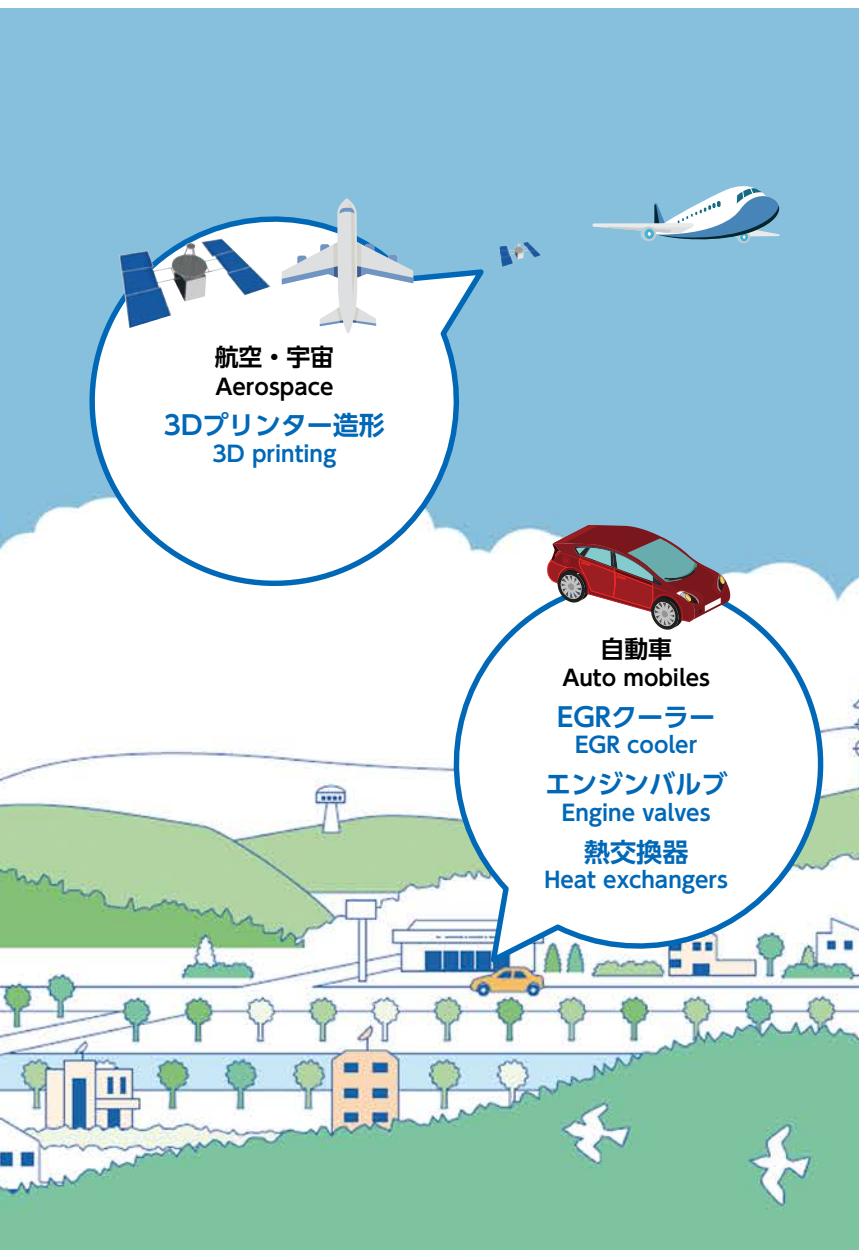 航空・宇宙
Aerospace
3Dプリンター造形
3D printing
自動車
Auto mobiles
EGRクーラー
EGR cooler
エンジンバルブ
Engine valves
熱交換器
Heat exchangers